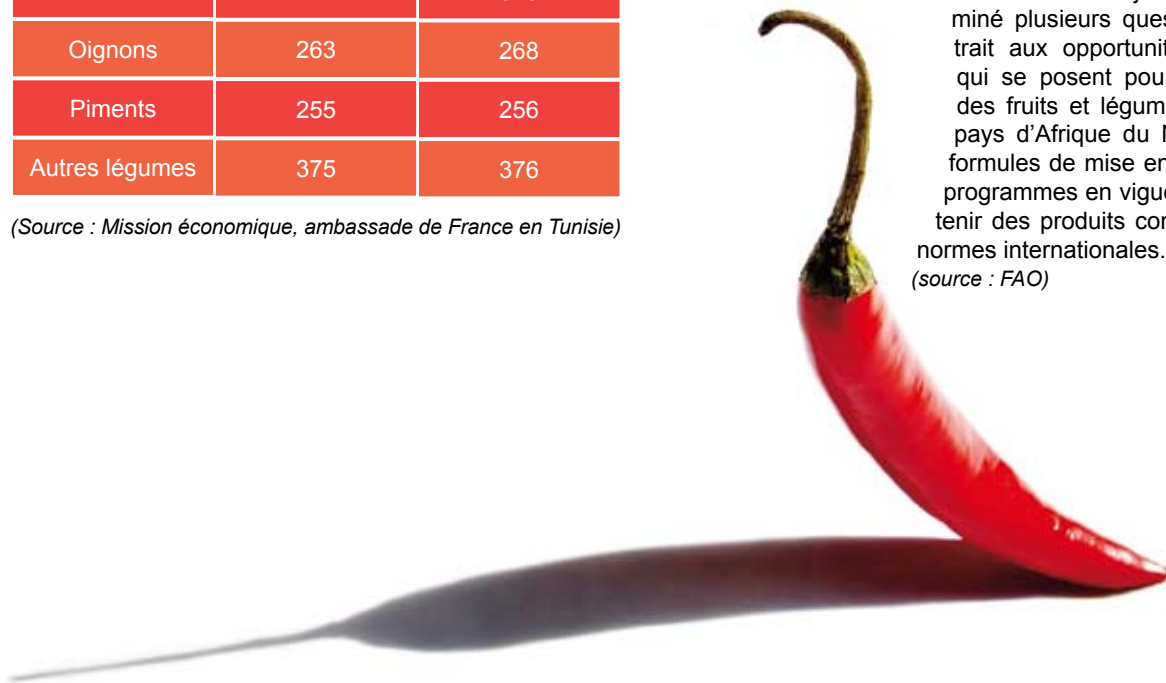 Oignons 263 268
Piments 255 256
Autres légumes 375 376
(Source : Mission économique, ambassade de France en Tunisie)
miné plusieurs ques
trait aux opportunit
qui se posent pou
des fruits et légum
pays d’Afrique du
formules de mise en
programmes en vigue
tenir des produits con
normes internationales.
(source : FAO)